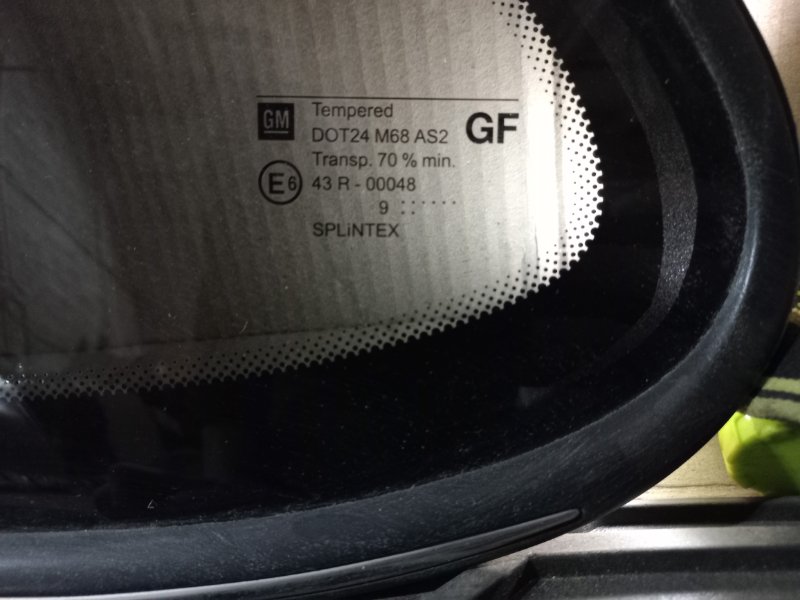 GM Tempered
DOT24 M68 AS2 GF
Transp. 70 % min.
E6 43 R - 00048
9 :: ·····
SPLiNTEX